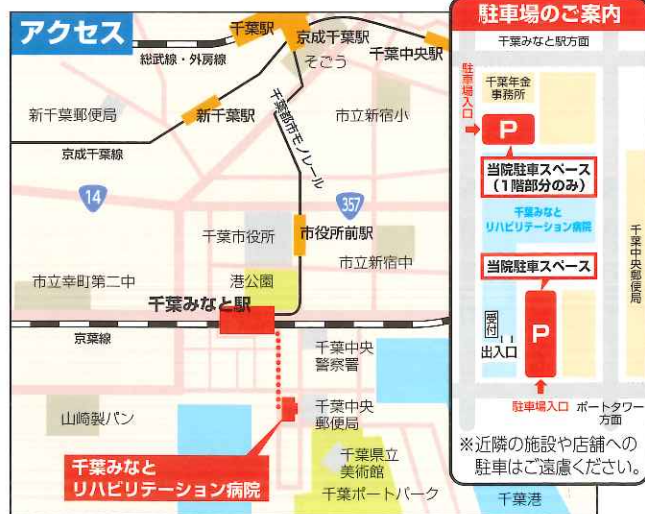 アクセス
千葉駅
京成千葉駅
千葉中央駅
総武線・外房線
そごう
新千葉郵便局
新千葉駅
千葉都市モノレール
市立新宿小
京成千葉線
14
357
千葉市役所
市役所前駅
市立幸町第二中
港公園
市立新宿中
千葉みなと駅
京葉線
千葉中央
警察署
山崎製パン
千葉中央
郵便局
千葉みなと
リハビリテーション病院
千葉県立
美術館
千葉ポートパーク
千葉港
駐車場のご案内
千葉みなと駅方面
駐車場入口
千葉年金
事務所
P
当院駐車スペース
(1階部分のみ)
千葉みなと
リハビリテーション病院
千葉中央郵便局
当院駐車スペース
受付
P
出入口
駐車場入口
ポートタワー
方面
※近隣の施設や店舗への
駐車はご遠慮ください。